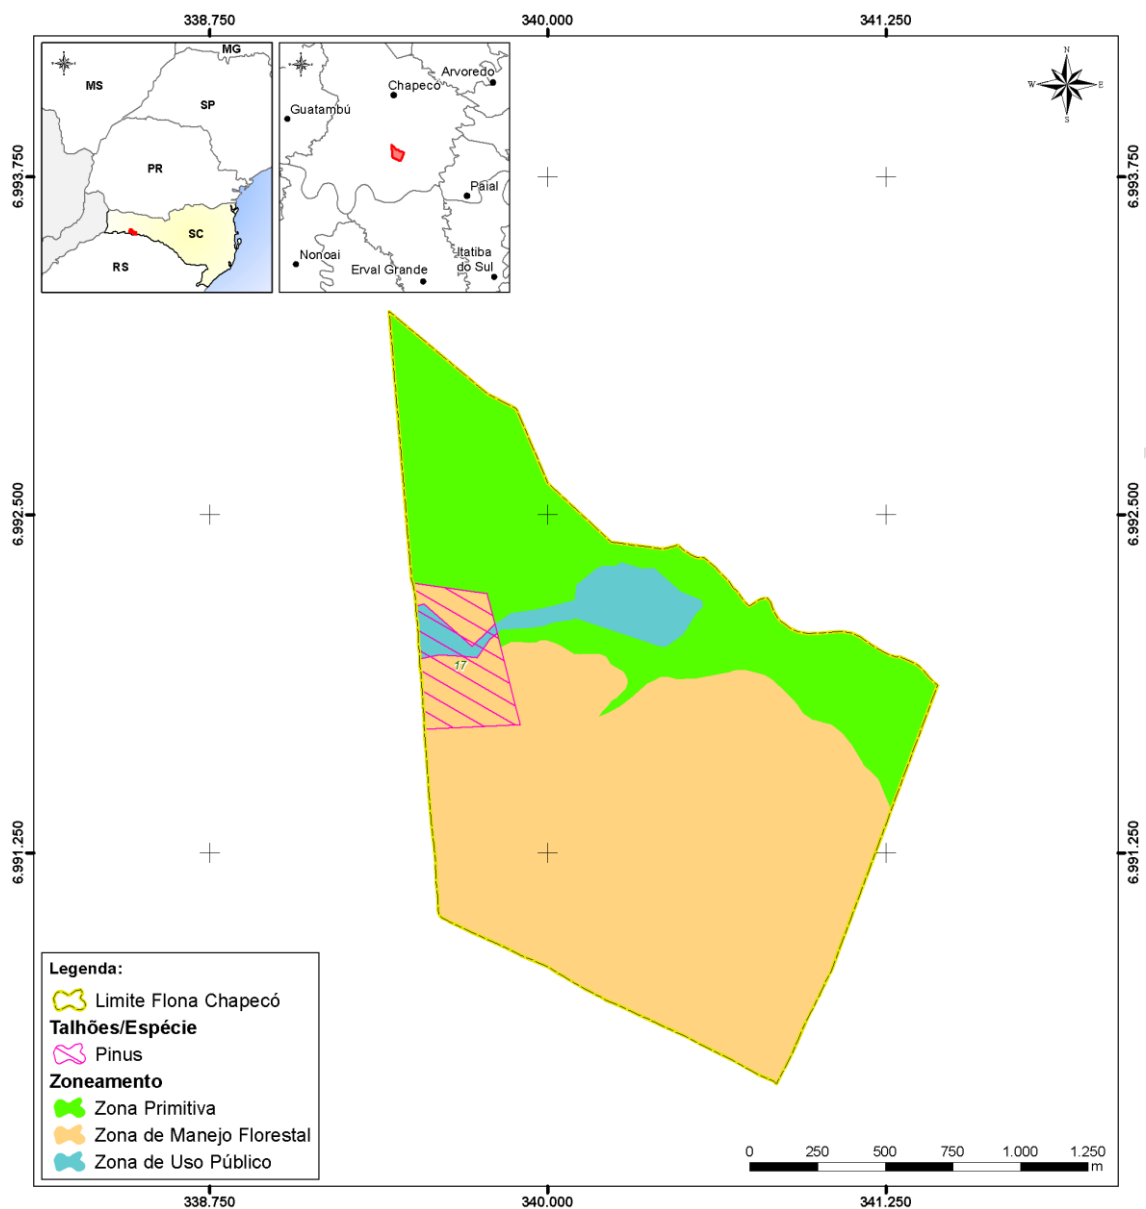 338.750
340.000
341.250
MG
MS
SP
PR
SC
RS
Arvoredo
Chapecó
Guatambú
Paial
Nonoai
Itatiba
do Sul
Erval Grande
N
W
E
S
6.993.750
6.993.750
6.992.500
6.992.500
17
6.991.250
6.991.250
Legenda:
Limite Flona Chapecó
Talhões/Espécie
Pinus
Zoneamento
Zona Primitiva
Zona de Manejo Florestal
Zona de Uso Público
0 250 500 750 1.000 1.250
m
338.750
340.000
341.250